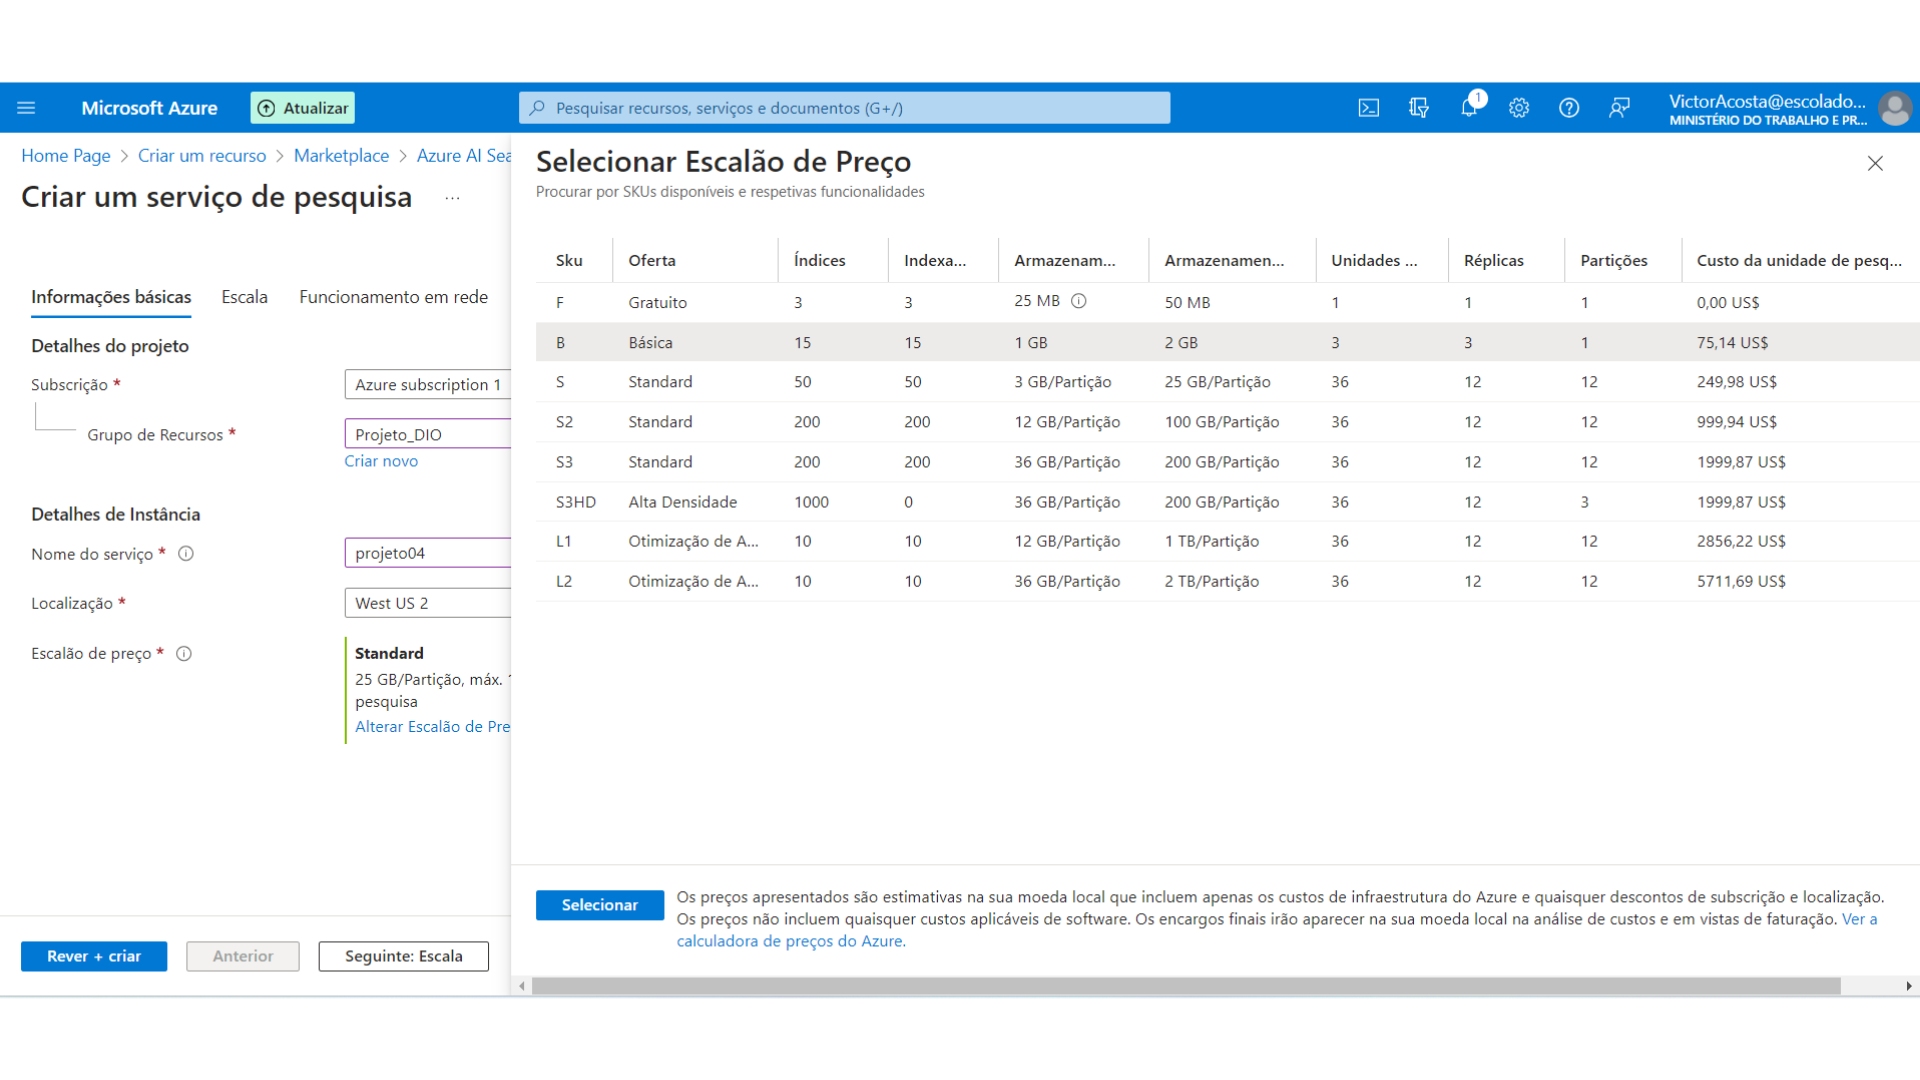 Microsoft Azure
Atualizar
Pesquisar recursos, serviços e documentos (G+/)
1
VictorAcosta@escolado...
MINISTÉRIO DO TRABALHO E PR...
Home Page > Criar um recurso > Marketplace > Azure AI Sea
Criar um serviço de pesquisa ...
Informações básicas Escala Funcionamento em rede
Detalhes do projeto
Subscrição * Azure subscription 1
Grupo de Recursos * Projeto_DIO
Criar novo
Detalhes de Instância
Nome do serviço * projeto04
Localização * West US 2
Escalão de preço * Standard
25 GB/Partição, máx.
pesquisa
Alterar Escalão de Pre
Rever + criar Anterior Seguinte: Escala
Selecionar Escalão de Preço
Procurar por SKUs disponíveis e respetivas funcionalidades
Sku Oferta Índices Indexa... Armazenam... Armazenamen... Unidades ... Réplicas Partições Custo da unidade de pesq...
F Gratuito 3 3 25 MB 50 MB 1 1 1 0,00 US$
B Básica 15 15 1 GB 2 GB 3 3 1 75,14 US$
S Standard 50 50 3 GB/Partição 25 GB/Partição 36 12 12 249,98 US$
S2 Standard 200 200 12 GB/Partição 100 GB/Partição 36 12 12 999,94 US$
S3 Standard 200 200 36 GB/Partição 200 GB/Partição 36 12 12 1999,87 US$
S3HD Alta Densidade 1000 0 36 GB/Partição 200 GB/Partição 36 12 3 1999,87 US$
L1 Otimização de A... 10 10 12 GB/Partição 1 TB/Partição 36 12 12 2856,22 US$
L2 Otimização de A... 10 10 36 GB/Partição 2 TB/Partição 36 12 12 5711,69 US$
Selecionar
Os preços apresentados são estimativas na sua moeda local que incluem apenas os custos de infraestrutura do Azure e quaisquer descontos de subscrição e localização.
Os preços não incluem quaisquer custos aplicáveis de software. Os encargos finais irão aparecer na sua moeda local na análise de custos e em vistas de faturação. Ver a
calculadora de preços do Azure.